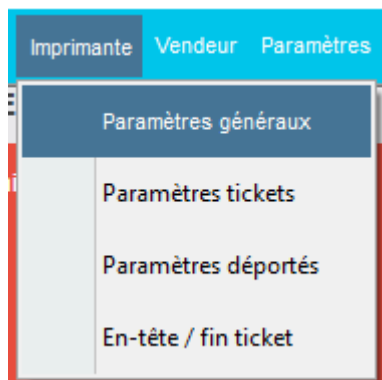 Imprimante Vendeur Paramètres
Paramètres généraux
Paramètres tickets
Paramètres déportés
En-tête / fin ticket